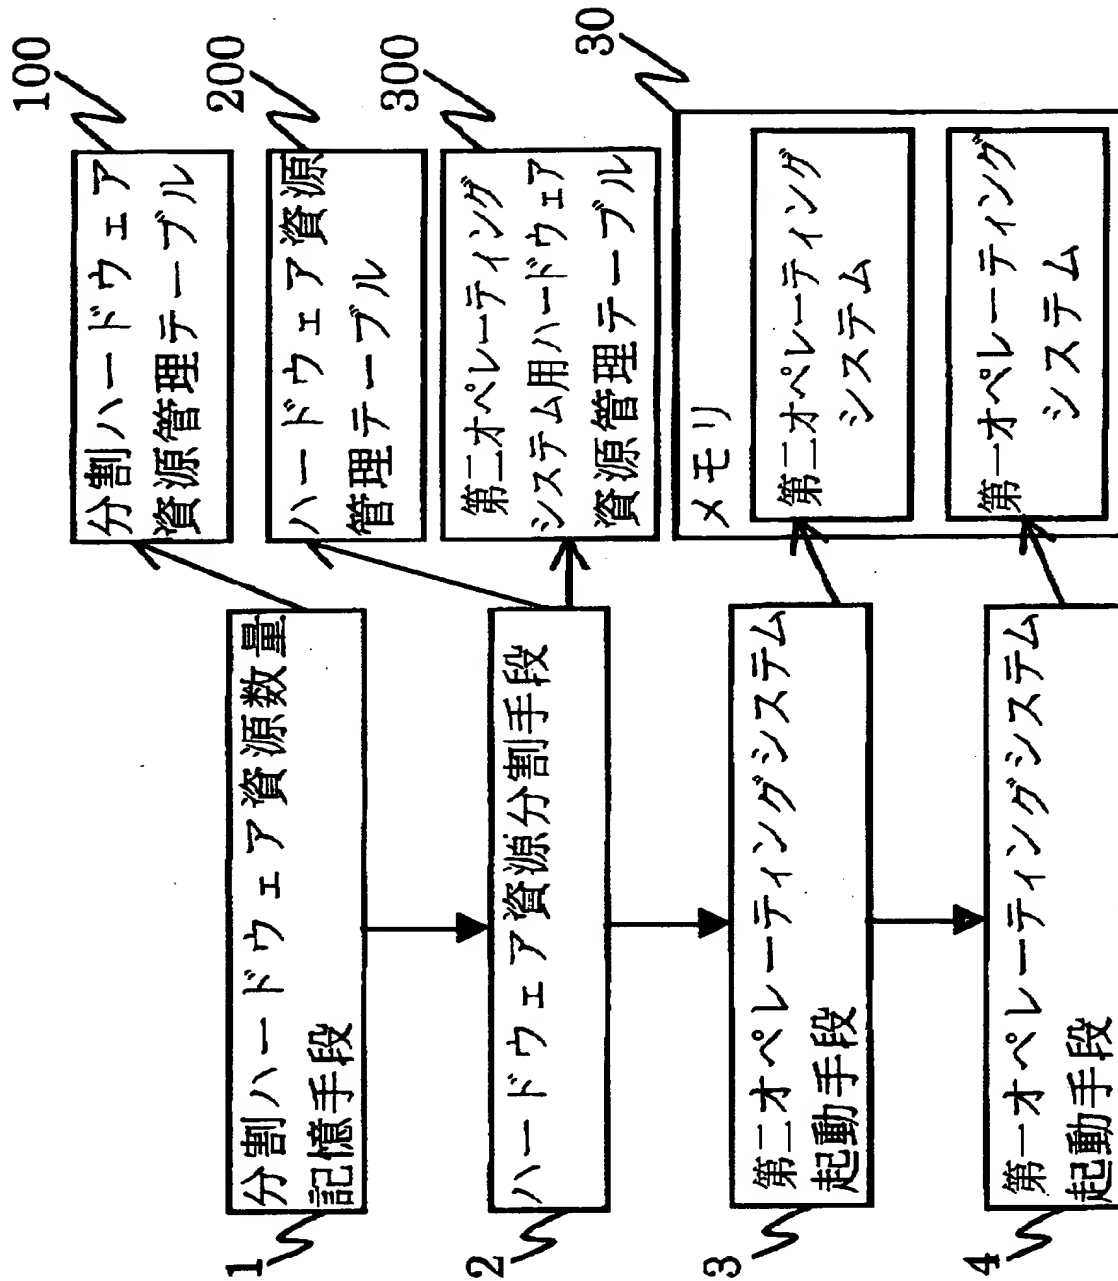 1
分割ハードウェア資源数量
記憶手段
2
ハードウェア資源分割手段
3
第二オペレーティングシステム
起動手段
4
第一オペレーティングシステム
起動手段
100
分割ハードウェア
資源管理テーブル
200
ハードウェア資源
管理テーブル
300
第二オペレーティング
システム用ハードウェア
資源管理テーブル
30
メモリ
第二オペレーティング
システム
第一オペレーティング
システム